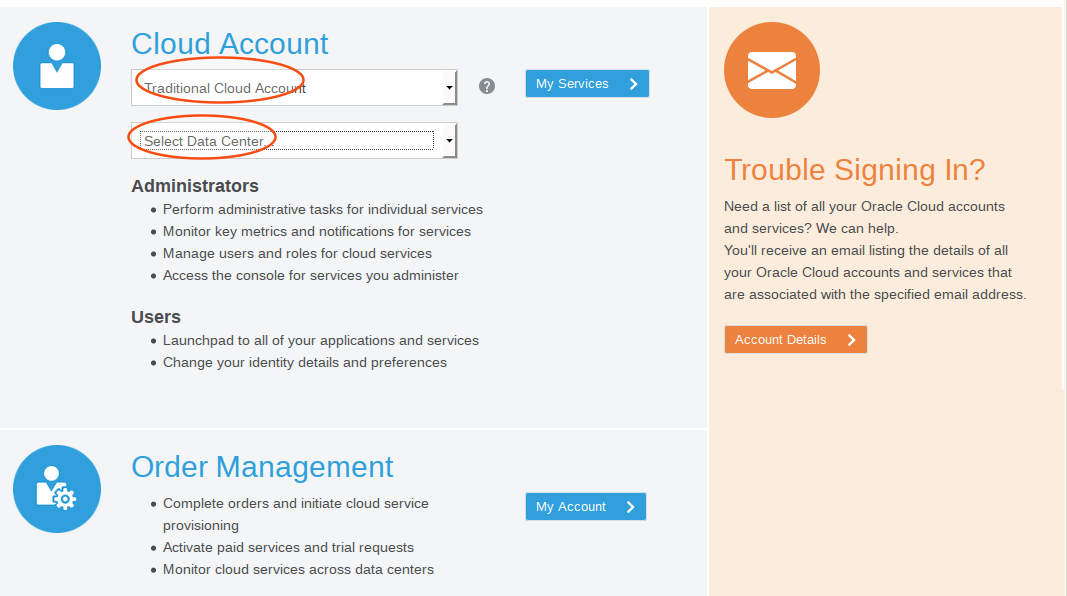 Cloud Account
Traditional Cloud Account
?
My Services
Select Data Center...
Administrators
Perform administrative tasks for individual services
Monitor key metrics and notifications for services
Manage users and roles for cloud services
Access the console for services you administer
Users
Launchpad to all of your applications and services
Change your identity details and preferences
Order Management
Complete orders and initiate cloud service
provisioning
Activate paid services and trial requests
Monitor cloud services across data centers
My Account
Trouble Signing In?
Need a list of all your Oracle Cloud accounts
and services? We can help.
You'll receive an email listing the details of all
your Oracle Cloud accounts and services that
are associated with the specified email address.
Account Details